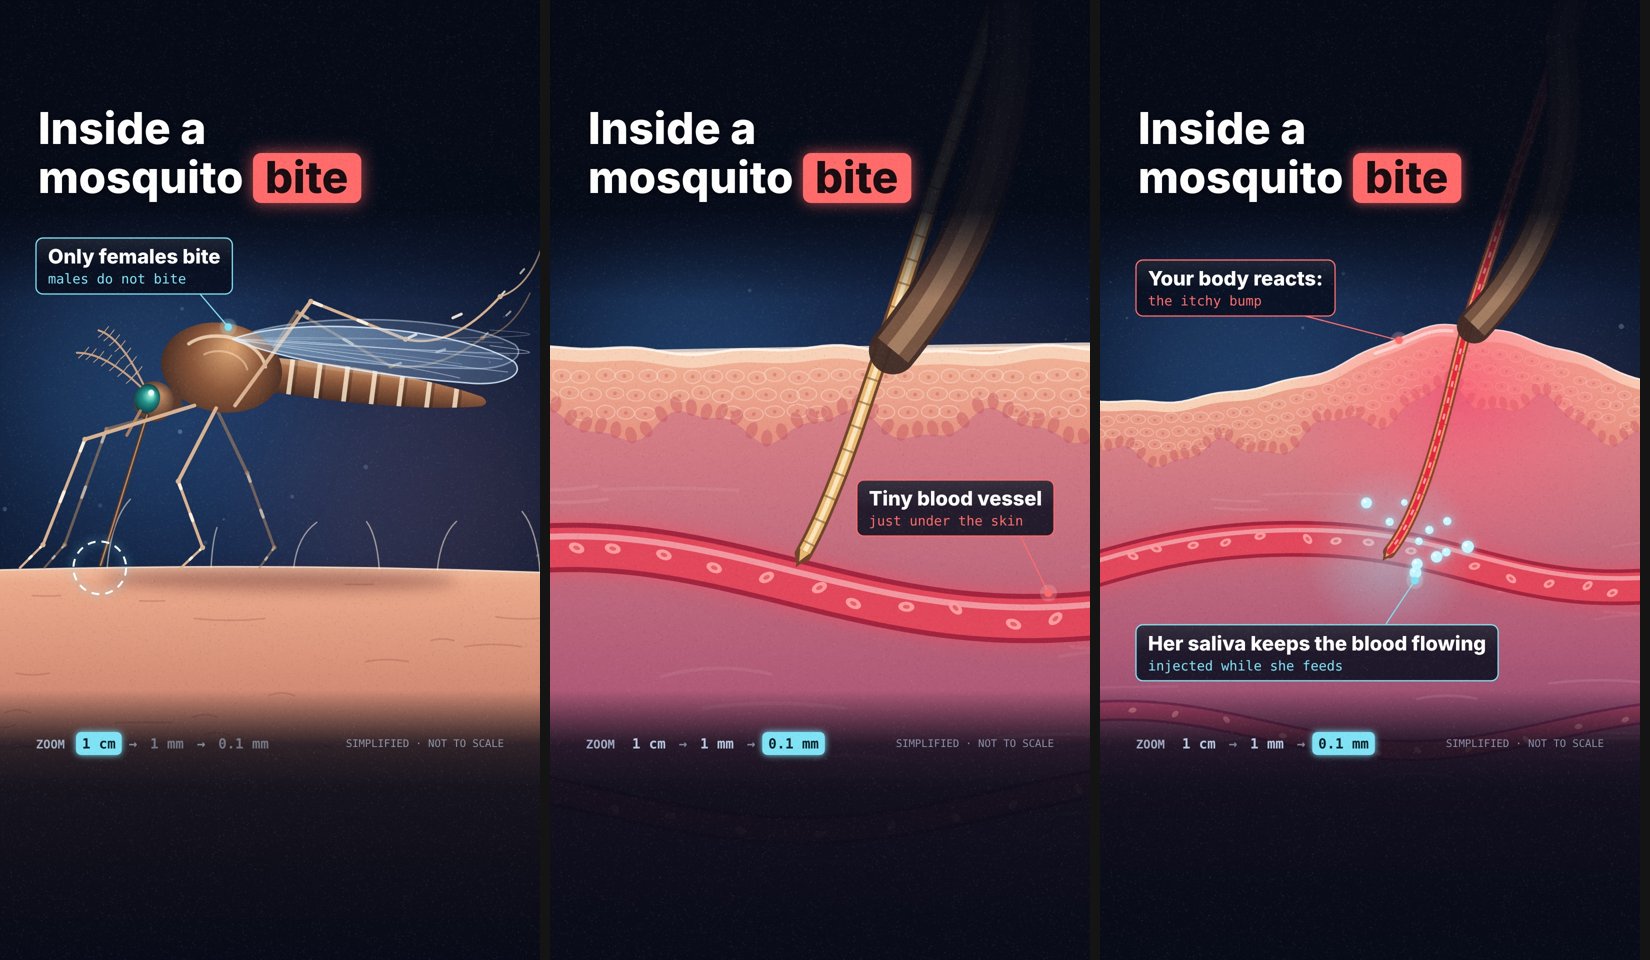 Inside a
mosquito bite
Only females bite
males do not bite
ZOOM 1 cm → 1 mm → 0.1 mm
SIMPLIFIED · NOT TO SCALE
Inside a
mosquito bite
Tiny blood vessel
just under the skin
ZOOM 1 cm → 1 mm → 0.1 mm
SIMPLIFIED · NOT TO SCALE
Inside a
mosquito bite
Your body reacts:
the itchy bump
Her saliva keeps the blood flowing
injected while she feeds
ZOOM 1 cm → 1 mm → 0.1 mm
SIMPLIFIED · NOT TO SCALE